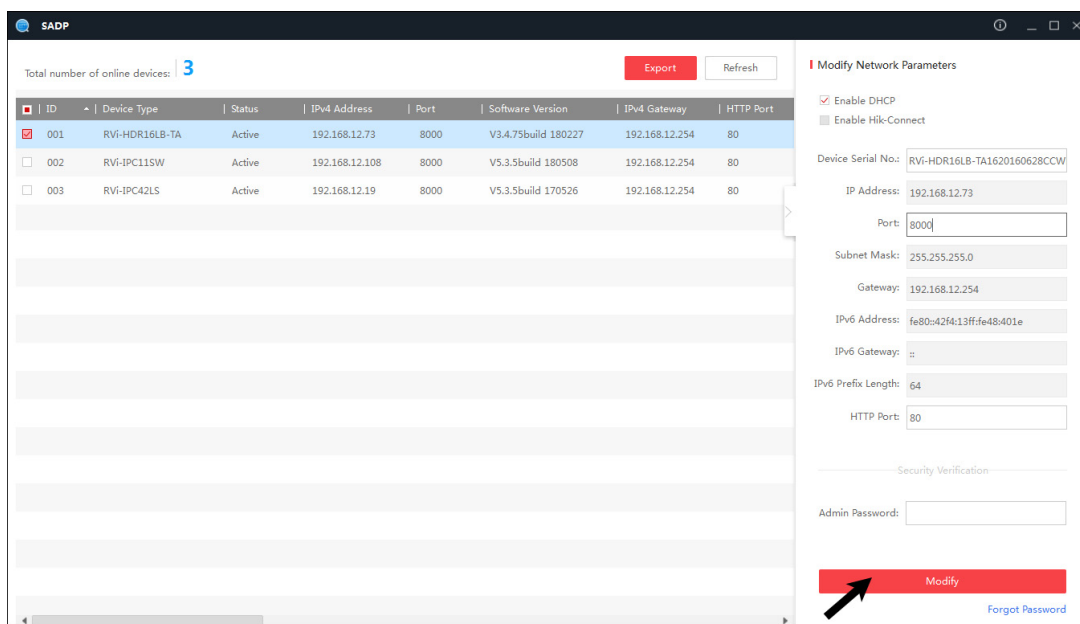 SADP
Total number of online devices: 3
Export
Refresh
ID Device Type Status IPv4 Address Port Software Version IPv4 Gateway HTTP Port
001 RVi-HDR16LB-TA Active 192.168.12.73 8000 V3.4.75build 180227 192.168.12.254 80
002 RVi-IPC11SW Active 192.168.12.108 8000 V5.3.5build 180508 192.168.12.254 80
003 RVi-IPC42LS Active 192.168.12.19 8000 V5.3.5build 170526 192.168.12.254 80
Modify Network Parameters
Enable DHCP
Enable Hik-Connect
Device Serial No.: RVi-HDR16LB-TA1620160628CCW
IP Address: 192.168.12.73
Port: 8000
Subnet Mask: 255.255.255.0
Gateway: 192.168.12.254
IPv6 Address: fe80::42f4:13ff:fe48:401e
IPv6 Gateway: ::
IPv6 Prefix Length: 64
HTTP Port: 80
Security Verification
Admin Password:
Modify
Forgot Password